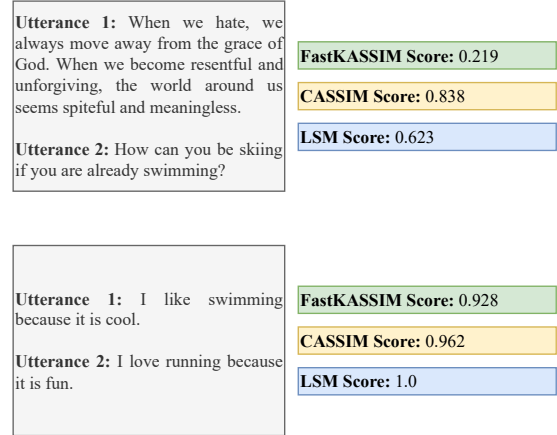 Utterance 1: When we hate, we
always move away from the grace of
God. When we become resentful and
unforgiving, the world around us
seems spiteful and meaningless.
Utterance 2: How can you be skiing
if you are already swimming?
FastKASSIM Score: 0.219
CASSIM Score: 0.838
LSM Score: 0.623
Utterance 1: I like swimming
because it is cool.
Utterance 2: I love running because
it is fun.
FastKASSIM Score: 0.928
CASSIM Score: 0.962
LSM Score: 1.0